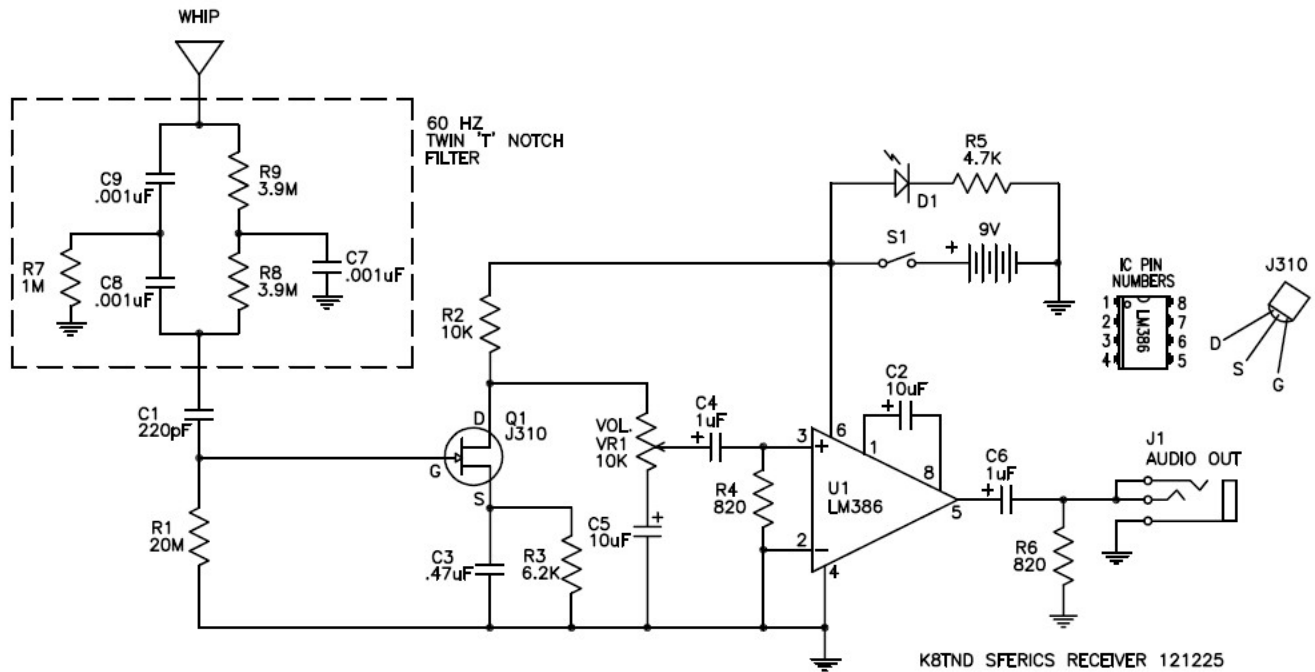 WHIP
60 HZ
TWIN 'T' NOTCH
FILTER
C9
.001uF
R9
3.9M
R7
1M
C8
.001uF
R8
3.9M
C7
.001uF
C1
220pF
R1
20M
R2
10K
D
Q1
J310
G
S
C3
.47uF
R3
6.2K
VOL.
VR1
10K
C5
10uF
+
C4
1uF
+
R4
820
R5
4.7K
D1
S1
+
9V
C2
10uF
+
3
+
6
1
8
U1
LM386
5
2
-
4
C6
1uF
+
R6
820
J1
AUDIO OUT
IC PIN
NUMBERS
1
2
3
4
LM386
8
7
6
5
J310
D
S
G
K8TND SFERICS RECEIVER 121225